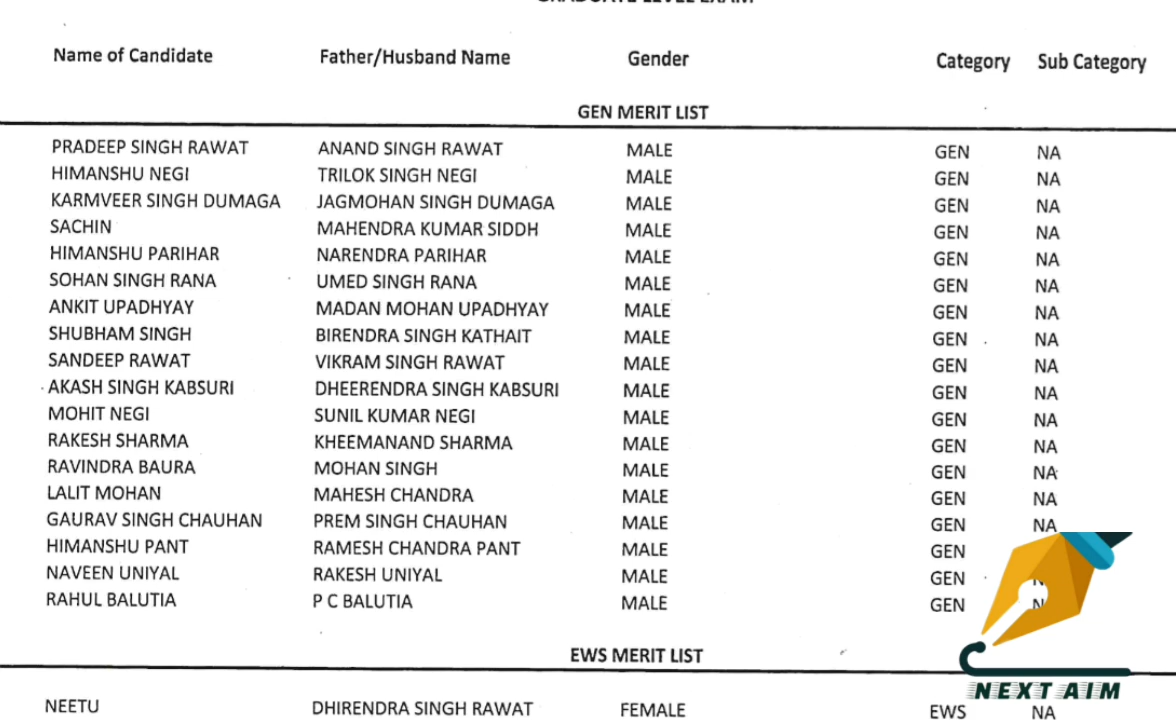 GRADUATE LEVEL EXAM
Name of Candidate Father/Husband Name Gender Category Sub Category
GEN MERIT LIST
PRADEEP SINGH RAWAT ANAND SINGH RAWAT MALE GEN NA
HIMANSHU NEGI TRILOK SINGH NEGI MALE GEN NA
KARMVEER SINGH DUMAGA JAGMOHAN SINGH DUMAGA MALE GEN NA
SACHIN MAHENDRA KUMAR SIDDH MALE GEN NA
HIMANSHU PARIHAR NARENDRA PARIHAR MALE GEN NA
SOHAN SINGH RANA UMED SINGH RANA MALE GEN NA
ANKIT UPADHYAY MADAN MOHAN UPADHYAY MALE GEN NA
SHUBHAM SINGH BIRENDRA SINGH KATHAIT MALE GEN NA
SANDEEP RAWAT VIKRAM SINGH RAWAT MALE GEN NA
AKASH SINGH KABSURI DHEERENDRA SINGH KABSURI MALE GEN NA
MOHIT NEGI SUNIL KUMAR NEGI MALE GEN NA
RAKESH SHARMA KHEEMANAND SHARMA MALE GEN NA
RAVINDRA BAURA MOHAN SINGH MALE GEN NA
LALIT MOHAN MAHESH CHANDRA MALE GEN NA
GAURAV SINGH CHAUHAN PREM SINGH CHAUHAN MALE GEN NA
HIMANSHU PANT RAMESH CHANDRA PANT MALE GEN
NAVEEN UNIYAL RAKESH UNIYAL MALE GEN
RAHUL BALUTIA P C BALUTIA MALE GEN
EWS MERIT LIST
NEXT AIM
NEETU DHIRENDRA SINGH RAWAT FEMALE EWS NA